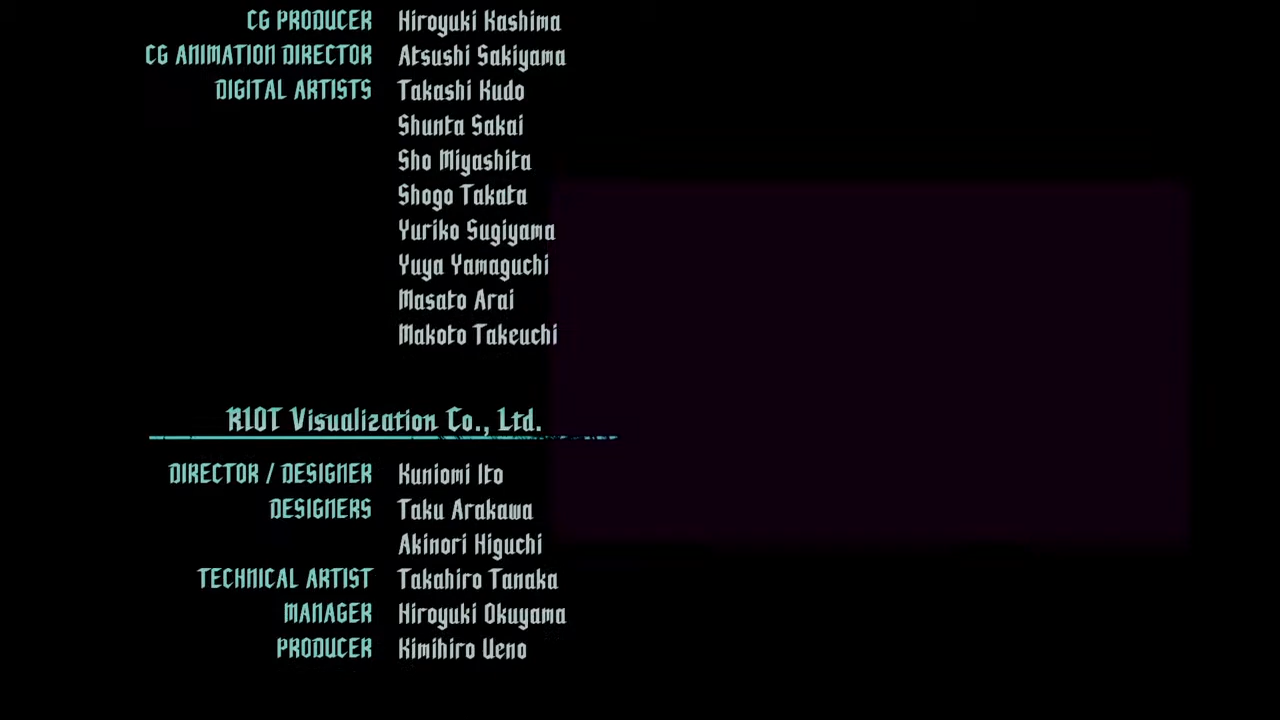 CG PRODUCER Hiroyuki Kashima
CG ANIMATION DIRECTOR Atsushi Sakiyama
DIGITAL ARTISTS Takashi Kudo
Shunta Sakai
Sho Miyashita
Shogo Takata
Yuriko Sugiyama
Yuya Yamaguchi
Masato Arai
Makoto Takeuchi
R10T Visualization Co., Ltd.
DIRECTOR / DESIGNER Kuniomi Ito
DESIGNERS Taku Arakawa
Akinori Higuchi
TECHNICAL ARTIST Takahiro Tanaka
MANAGER Hiroyuki Okuyama
PRODUCER Kimihiro Ueno